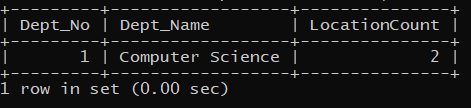 +---------+------------------+---------------+
| Dept_No | Dept_Name        | LocationCount |
+---------+------------------+---------------+
|       1 | Computer Science |             2 |
+---------+------------------+---------------+
1 row in set (0.00 sec)